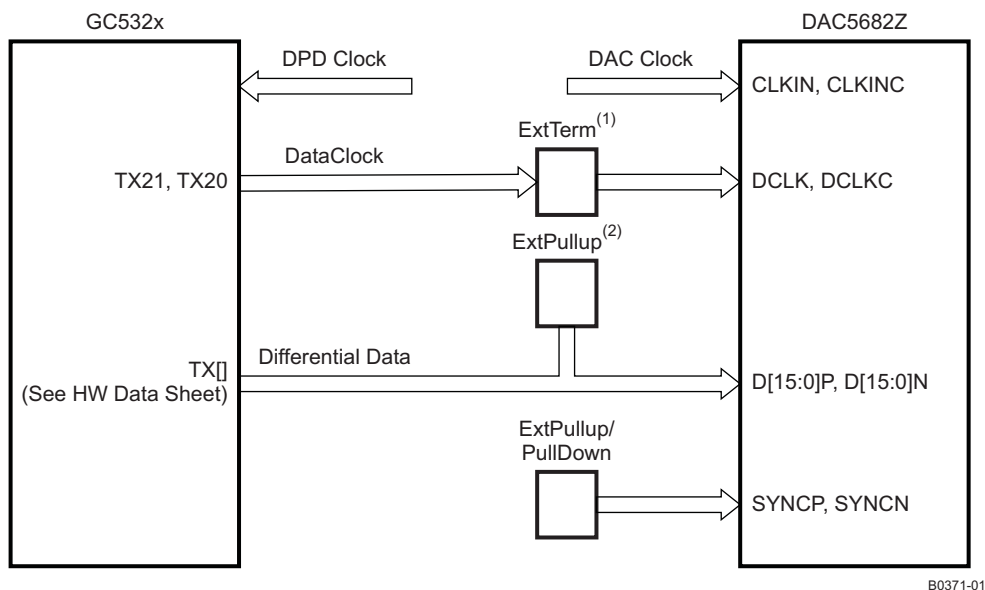 GC532x
DAC5682Z
DPD Clock
DAC Clock
CLKIN, CLKINC
ExtTerm(1)
DataClock
TX21, TX20
DCLK, DCLKC
ExtPullup(2)
Differential Data
TX[]
(See HW Data Sheet)
D[15:0]P, D[15:0]N
ExtPullup/
PullDown
SYNCP, SYNCN
B0371-01